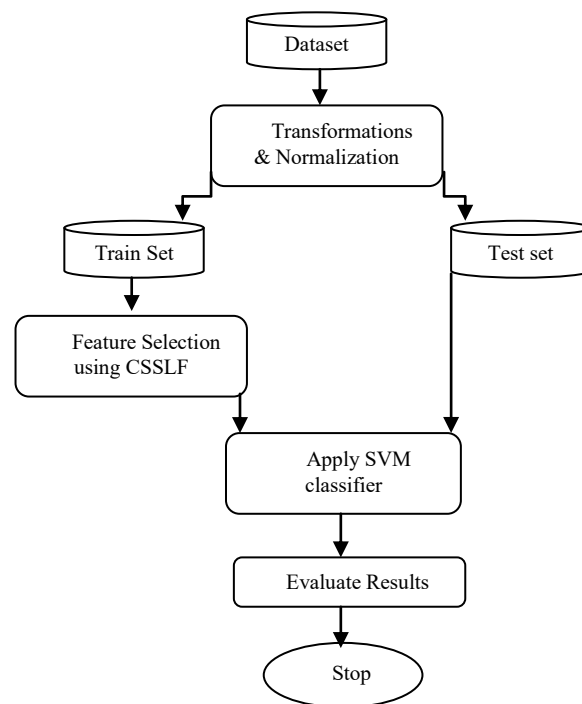 Dataset
Transformations
& Normalization
Train Set
Test set
Feature Selection
using CSSLF
Apply SVM
classifier
Evaluate Results
Stop